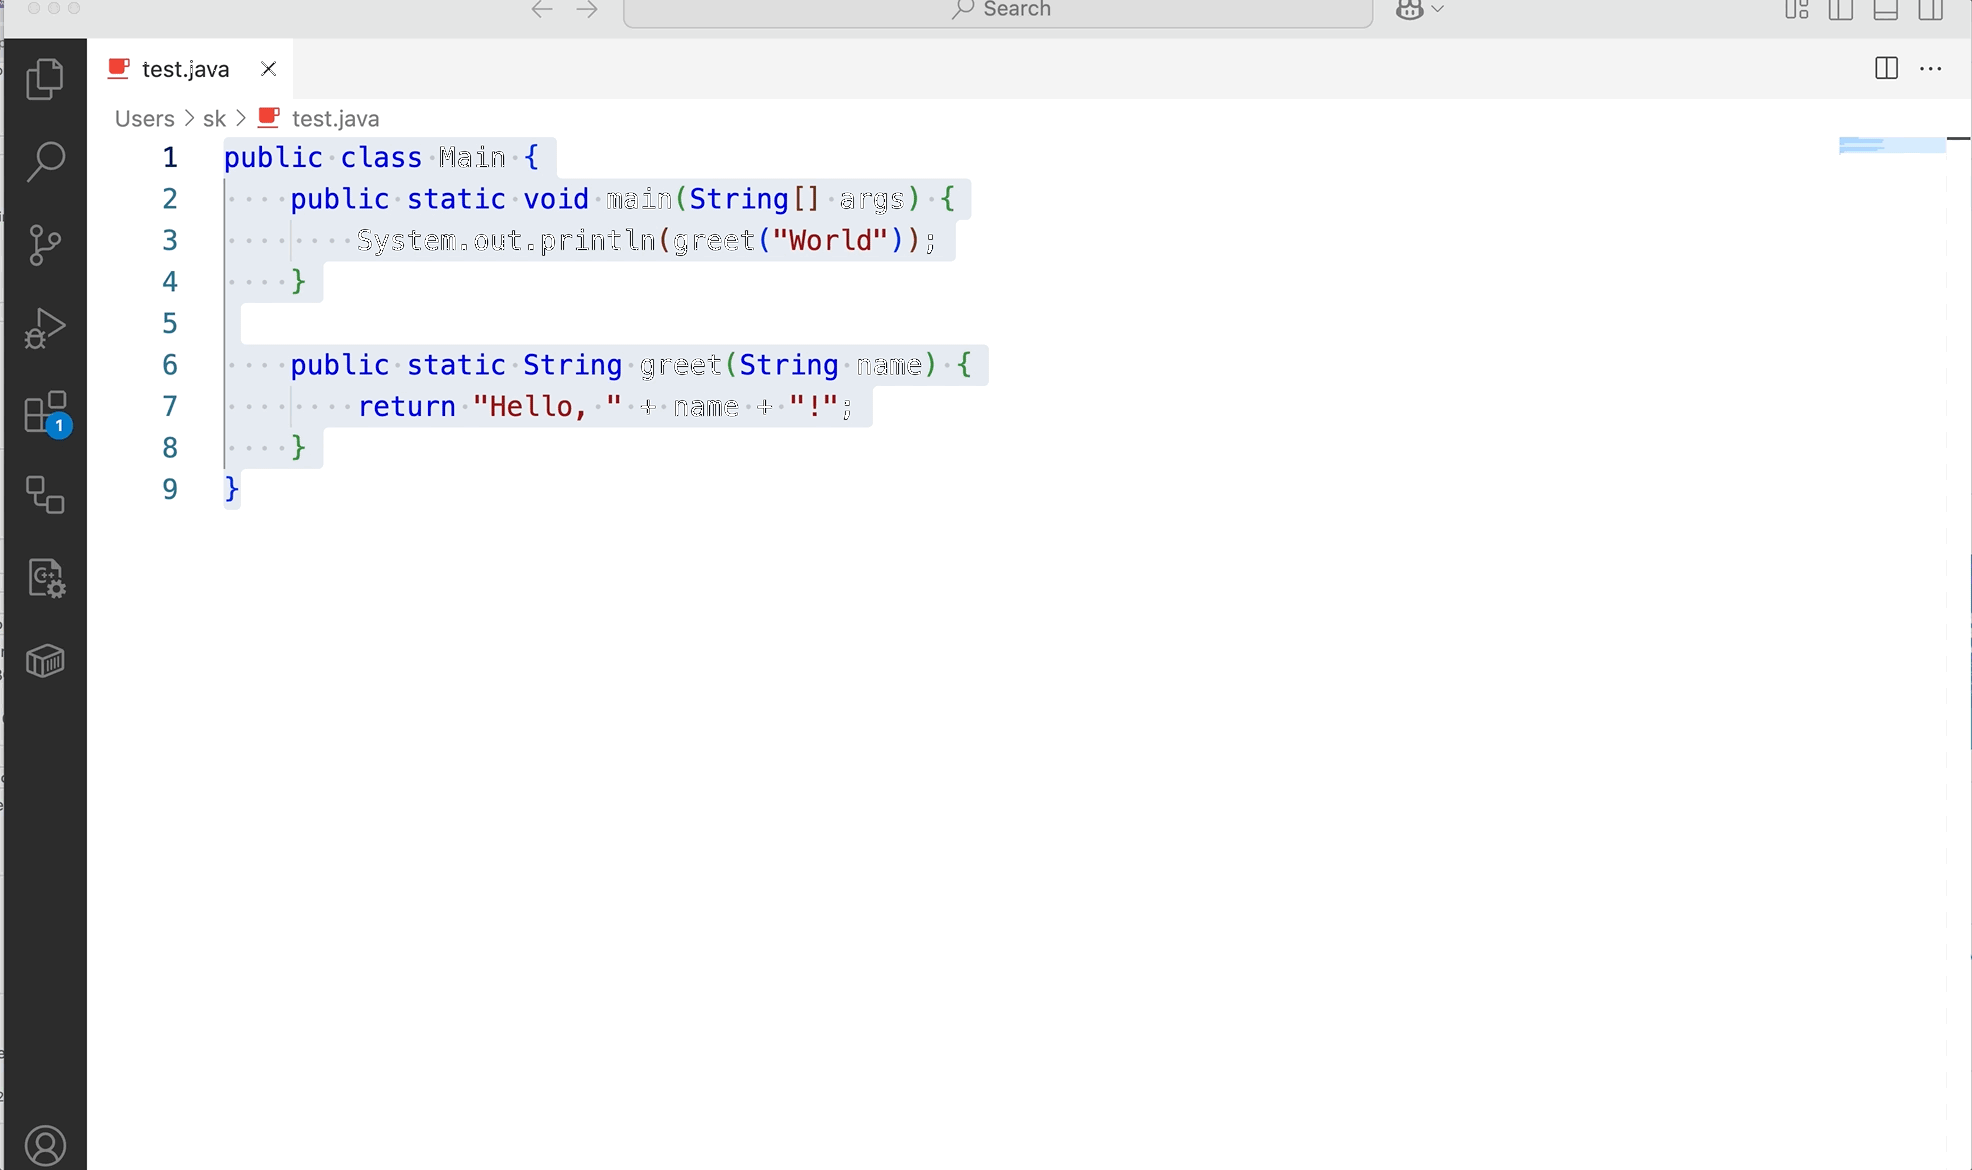 Search
test.java
Users > sk > test.java
1 public class Main {
2     public static void main(String[] args) {
3         System.out.println(greet("World"));
4     }
5
6     public static String greet(String name) {
7         return "Hello, " + name + "!";
8     }
9 }
1
C++